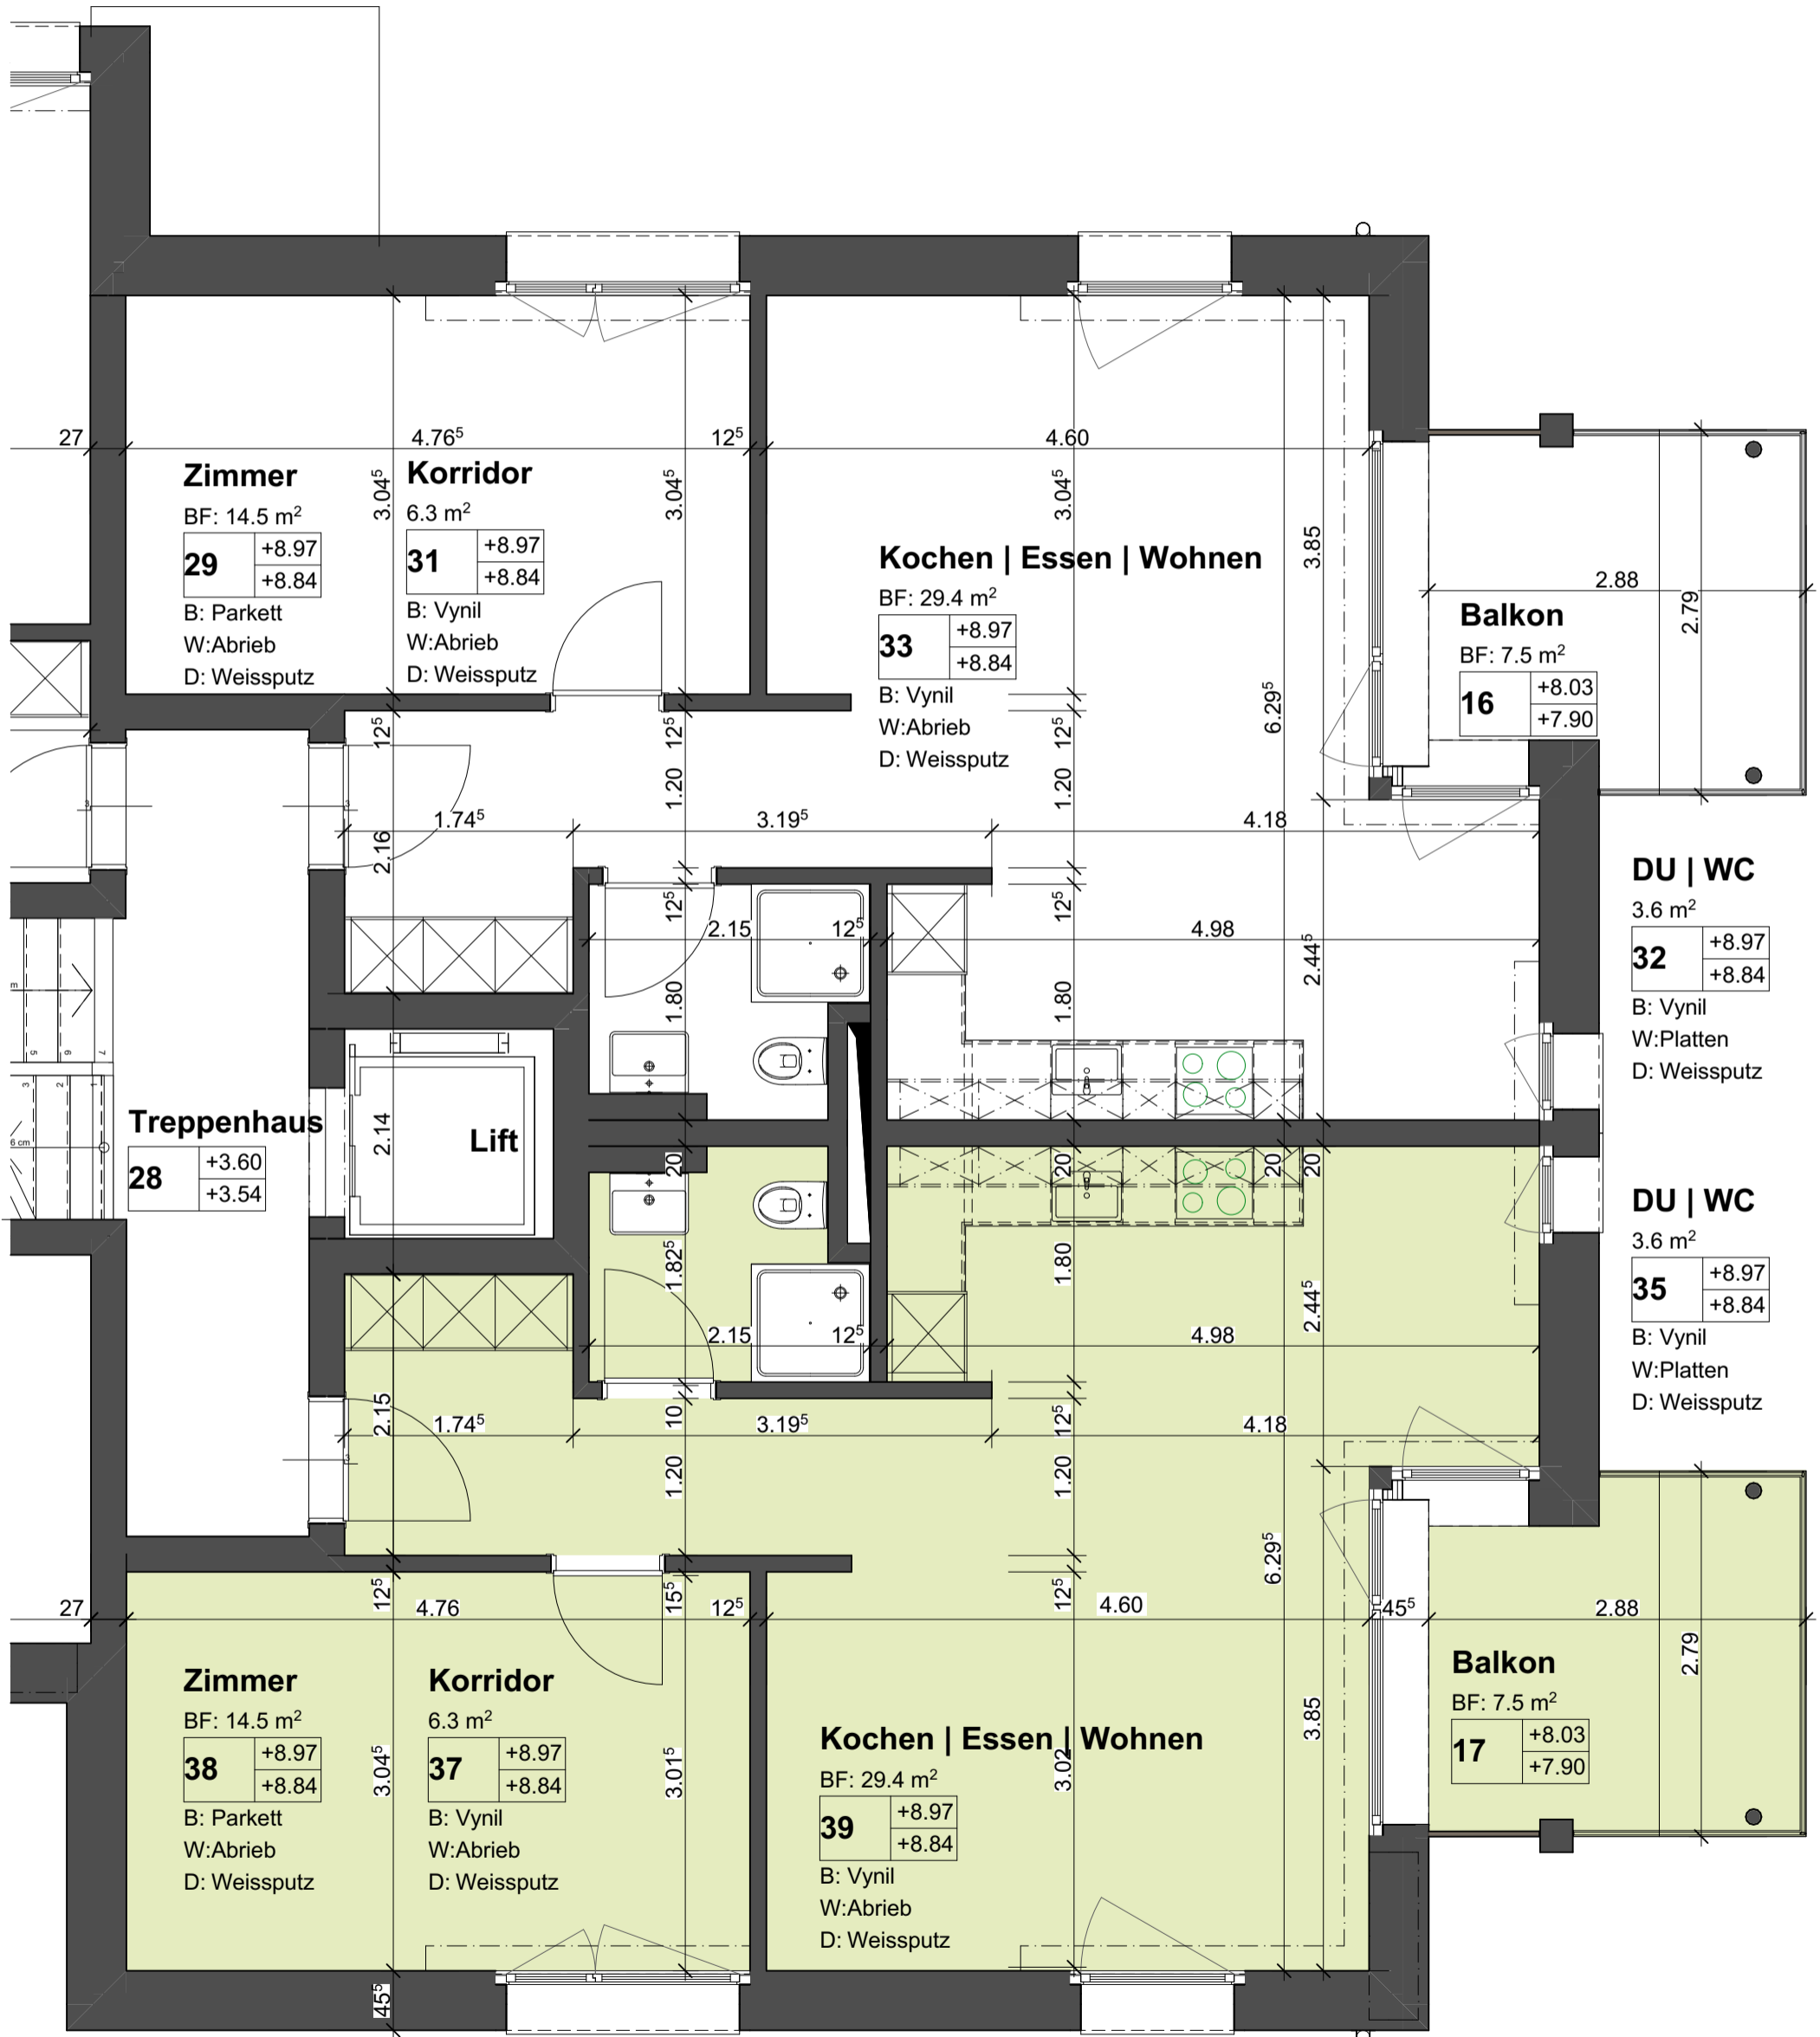 27
4.76⁵
12⁵
4.60
Zimmer
BF: 14.5 m²
29
+8.97
+8.84
B: Parkett
W:Abrieb
D: Weissputz
3.04⁵
Korridor
6.3 m²
31
+8.97
+8.84
B: Vynil
W:Abrieb
D: Weissputz
3.04⁵
3.04⁵
Kochen | Essen | Wohnen
BF: 29.4 m²
33
+8.97
+8.84
B: Vynil
W:Abrieb
D: Weissputz
3.85
6.29⁵
2.88
2.79
Balkon
BF: 7.5 m²
16
+8.03
+7.90
12⁵
12⁵
12⁵
1.20
1.20
3
3
1.74⁵
3.19⁵
4.18
2.16
12⁵
12⁵
2.15
12⁵
4.98
2.44⁵
1.80
1.80
DU | WC
3.6 m²
32
+8.97
+8.84
B: Vynil
W:Platten
D: Weissputz
m
5
6
7
3
2
1
6 cm
Treppenhaus
28
+3.60
+3.54
2.14
Lift
20
20
20
20
DU | WC
3.6 m²
35
+8.97
+8.84
B: Vynil
W:Platten
D: Weissputz
1.82⁵
1.80
2.44⁵
2.15
12⁵
4.98
2.15
10
12⁵
3
1.74⁵
3.19⁵
4.18
1.20
1.20
6.29⁵
12⁵
15⁵
12⁵
27
4.76
12⁵
4.60
45⁵
2.88
2.79
Zimmer
BF: 14.5 m²
38
+8.97
+8.84
B: Parkett
W:Abrieb
D: Weissputz
3.04⁵
Korridor
6.3 m²
37
+8.97
+8.84
B: Vynil
W:Abrieb
D: Weissputz
3.01⁵
3.02
Kochen | Essen | Wohnen
BF: 29.4 m²
39
+8.97
+8.84
B: Vynil
W:Abrieb
D: Weissputz
3.85
Balkon
BF: 7.5 m²
17
+8.03
+7.90
45⁵